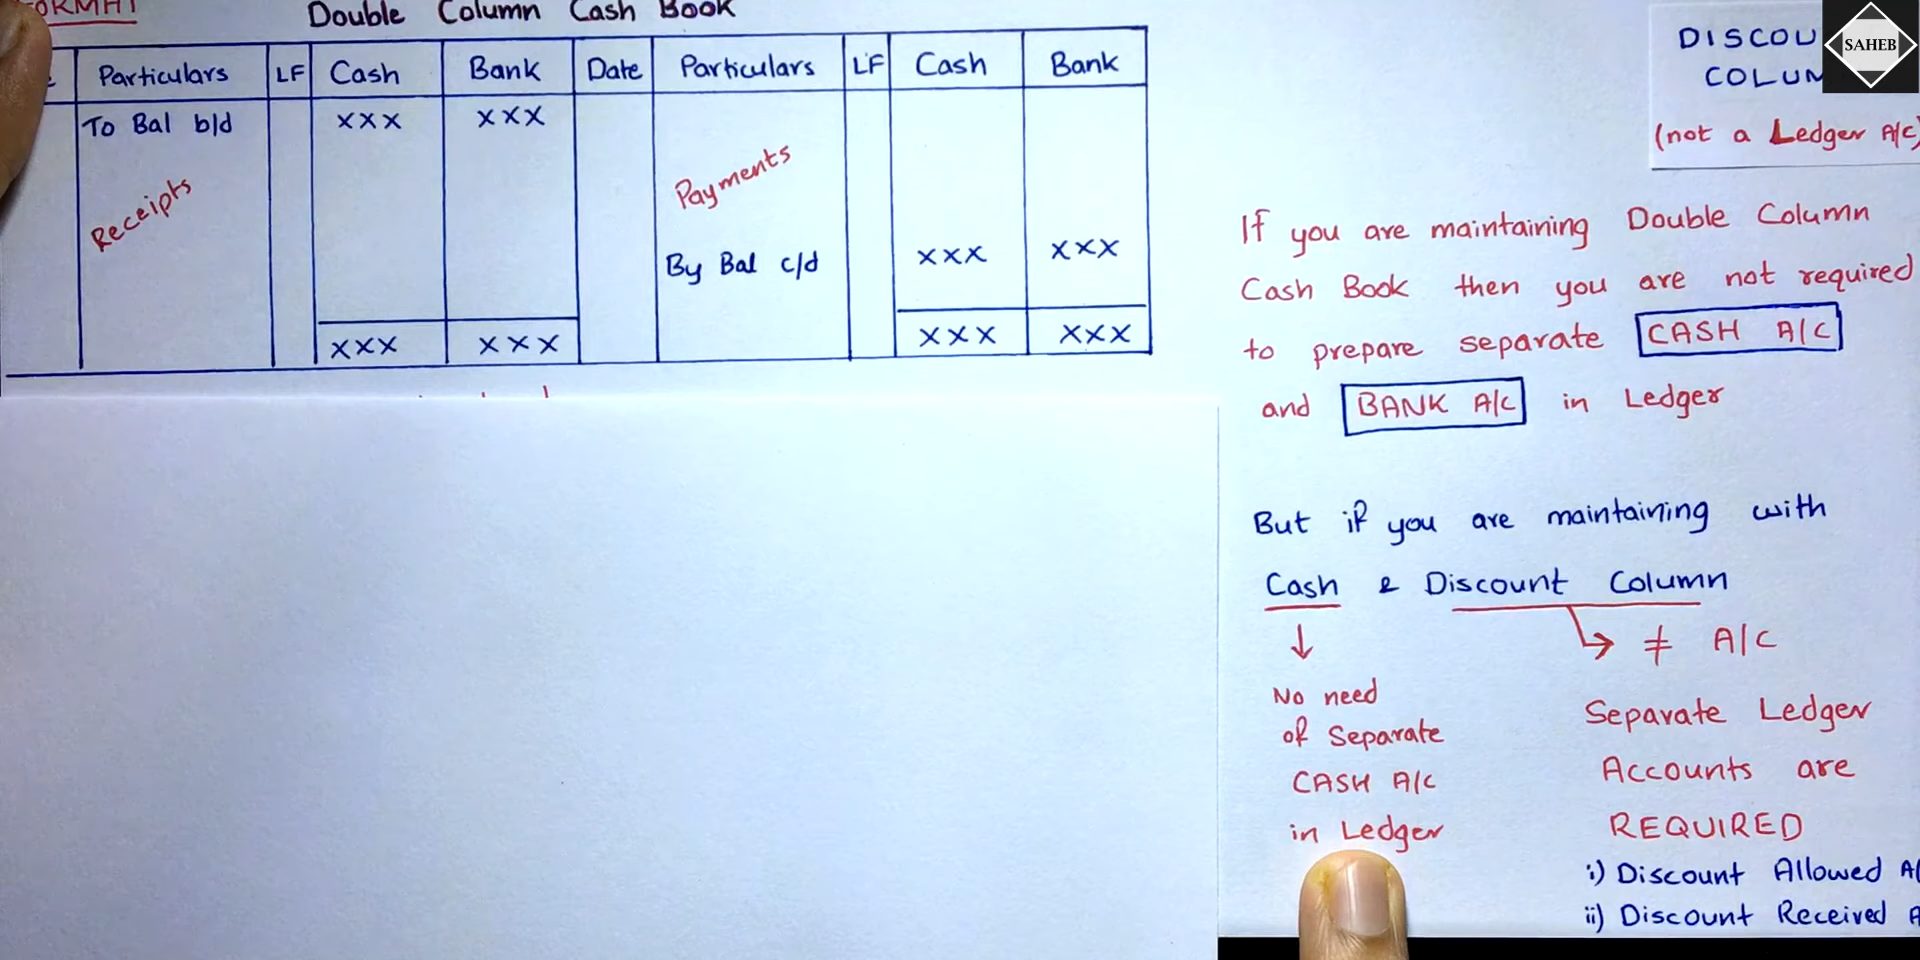 Double Column Cash Book
Particulars LF Cash Bank Date Particulars LF Cash Bank
To Bal b/d xxx xxx
Receipts
Payments
By Bal c/d xxx xxx
xxx xxx xxx xxx
SAHEB
(not a Ledger A/C)
If you are maintaining Double Column
Cash Book then you are not required
to prepare separate CASH A/C
and BANK A/C in Ledger
But if you are maintaining with
Cash & Discount Column
↓ ↳ ≠ A/C
No need
of Separate
CASH A/C
in Ledger
Separate Ledger
Accounts are
REQUIRED
i) Discount Allowed
ii) Discount Received